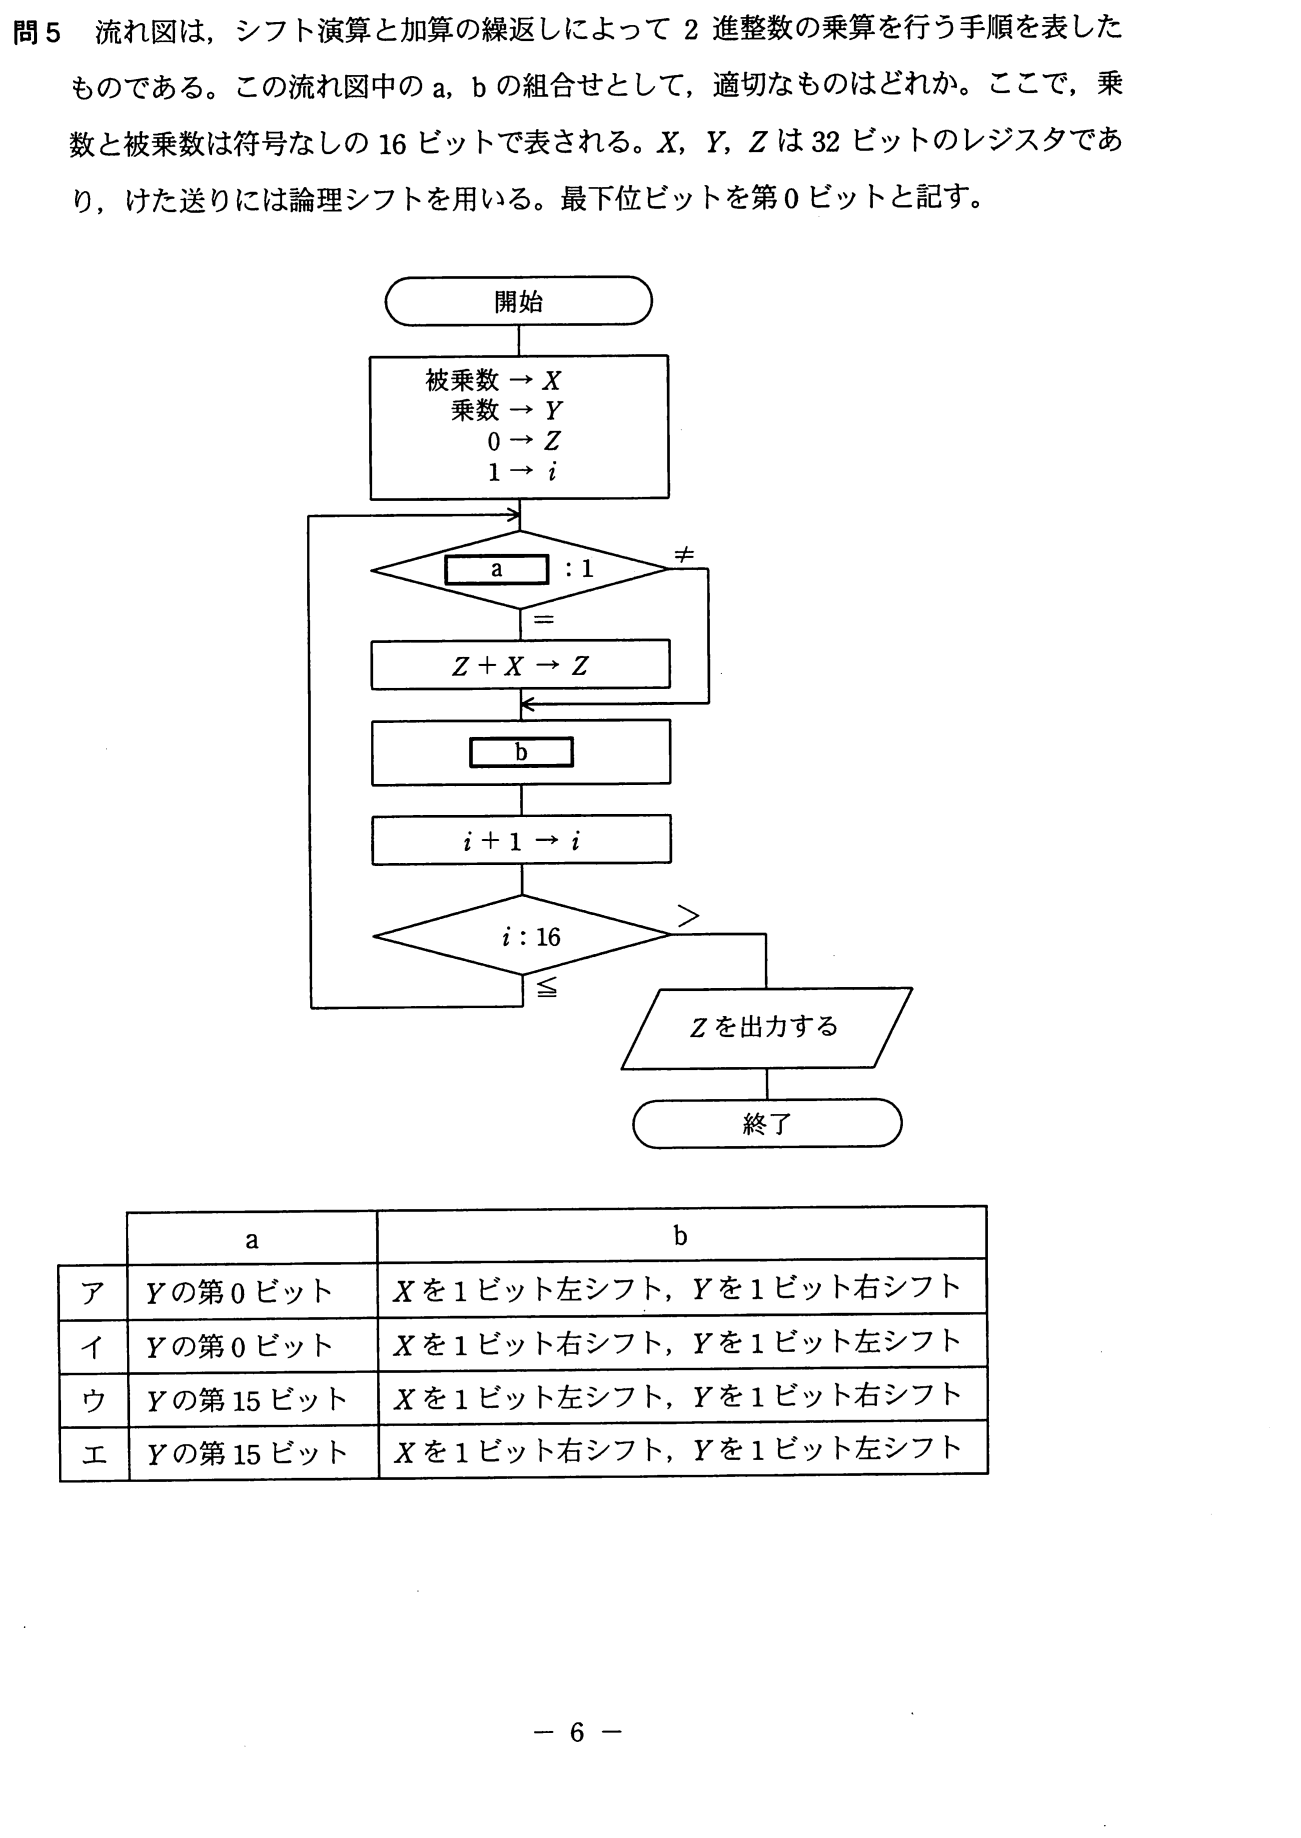 問5 流れ図は，シフト演算と加算の繰返しによって 2 進整数の乗算を行う手順を表した
ものである。この流れ図中の a，b の組合せとして，適切なものはどれか。ここで，乗
数と被乗数は符号なしの 16 ビットで表される。X，Y，Z は 32 ビットのレジスタであ
り，けた送りには論理シフトを用いる。最下位ビットを第 0 ビットと記す。
開始
被乗数 → X
乗数 → Y
0 → Z
1 → i
a : 1
≠
=
Z + X → Z
b
i + 1 → i
i : 16
>
≦
Z を出力する
終了
a b
ア Y の第 0 ビット X を 1 ビット左シフト，Y を 1 ビット右シフト
イ Y の第 0 ビット X を 1 ビット右シフト，Y を 1 ビット左シフト
ウ Y の第 15 ビット X を 1 ビット左シフト，Y を 1 ビット右シフト
エ Y の第 15 ビット X を 1 ビット右シフト，Y を 1 ビット左シフト
－ 6 －